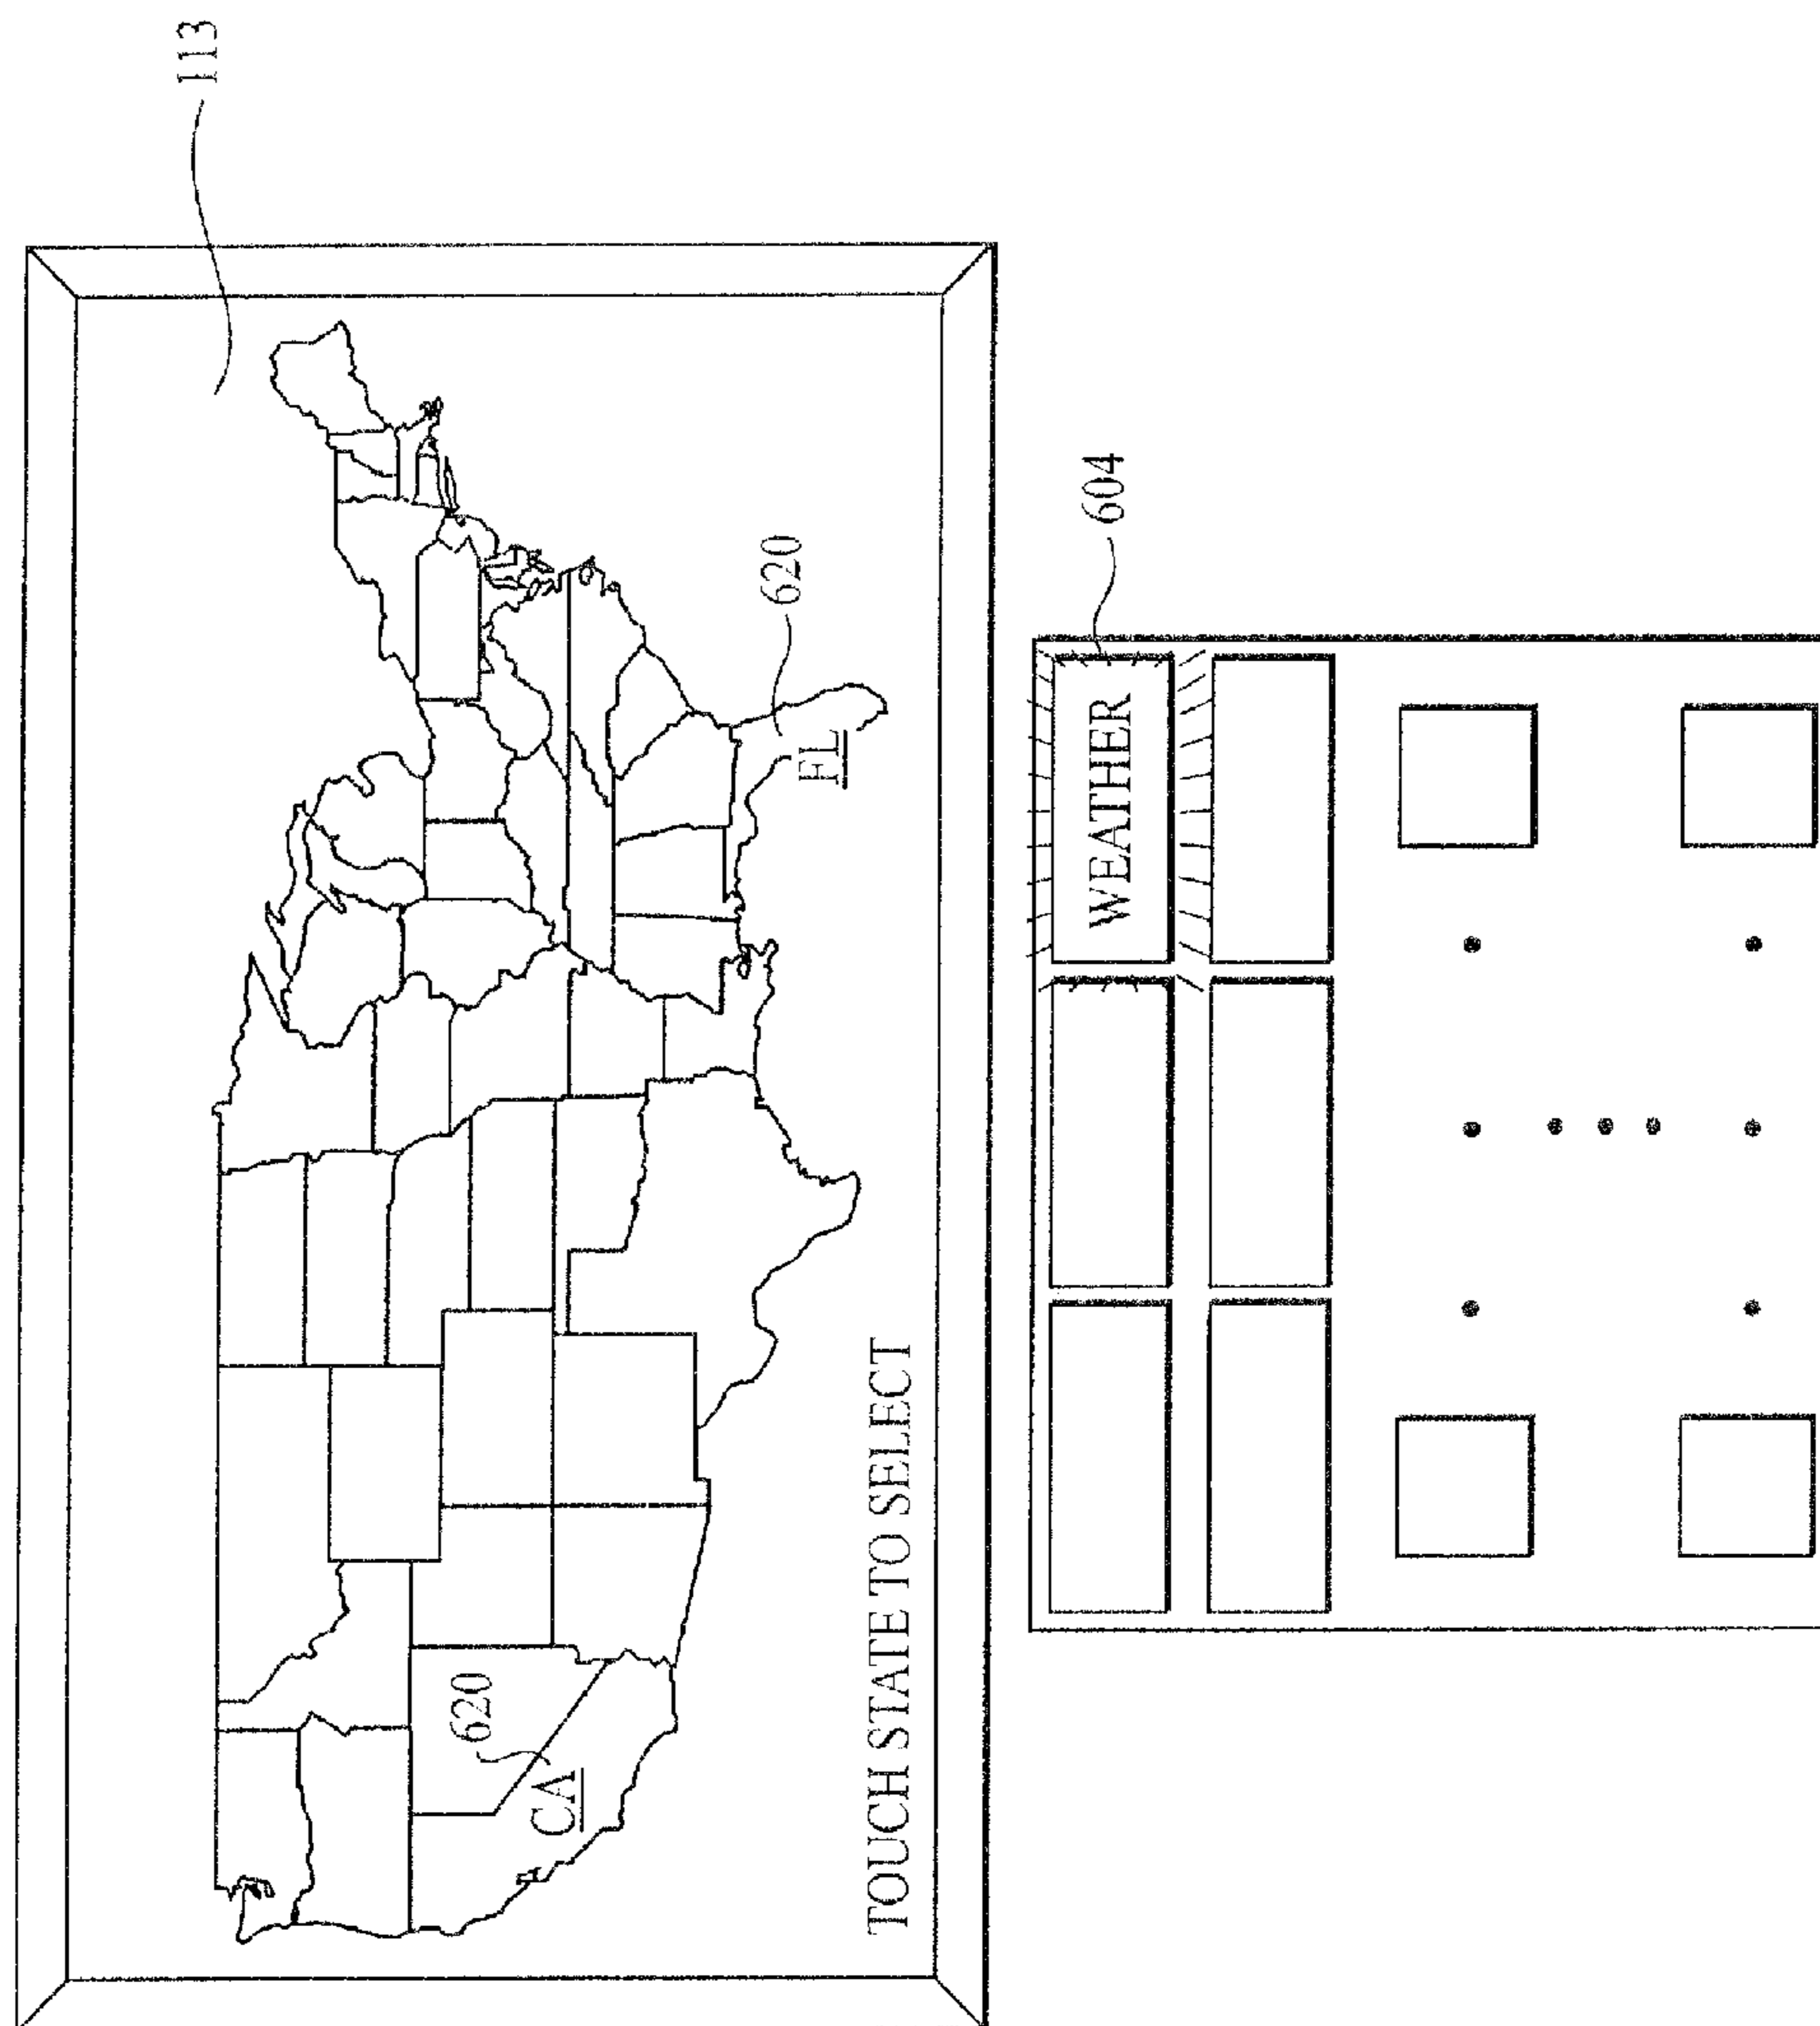 113
620
CA
FL
620
TOUCH STATE TO SELECT
WEATHER
604